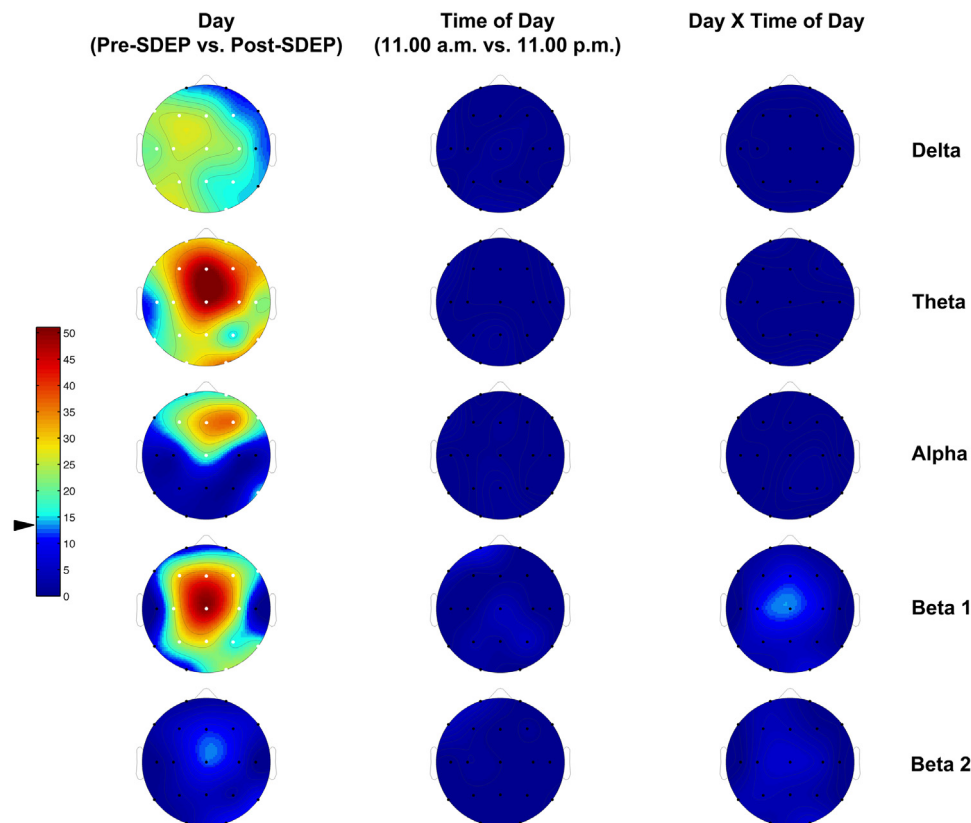 Day
(Pre-SDEP vs. Post-SDEP)
Time of Day
(11.00 a.m. vs. 11.00 p.m.)
Day X Time of Day
Delta
Theta
50
45
40
35
30
25
20
15
10
5
0
Alpha
Beta 1
Beta 2